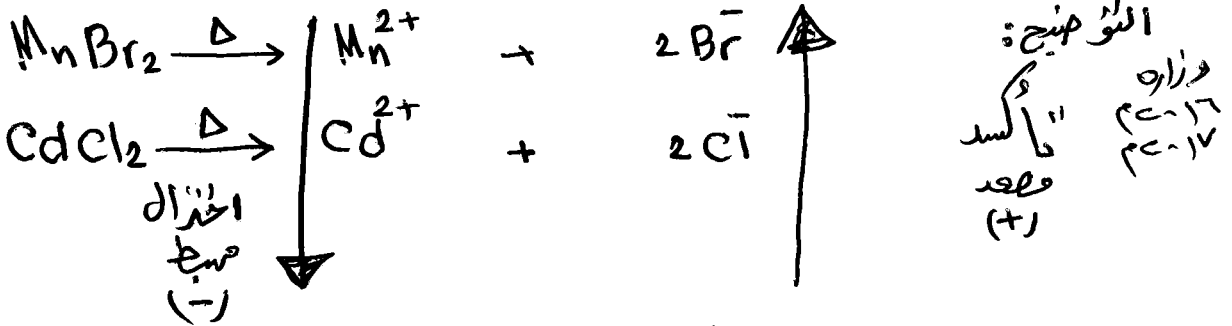 التوضيح:
MnBr₂ —Δ→ Mn²⁺ + 2Br⁻
وزاره
٢٠١٦م
٢٠١٧م
CdCl₂ —Δ→ Cd²⁺ + 2Cl⁻
تأكسد
مصعد
(+)
اختزال
مهبط
(-)